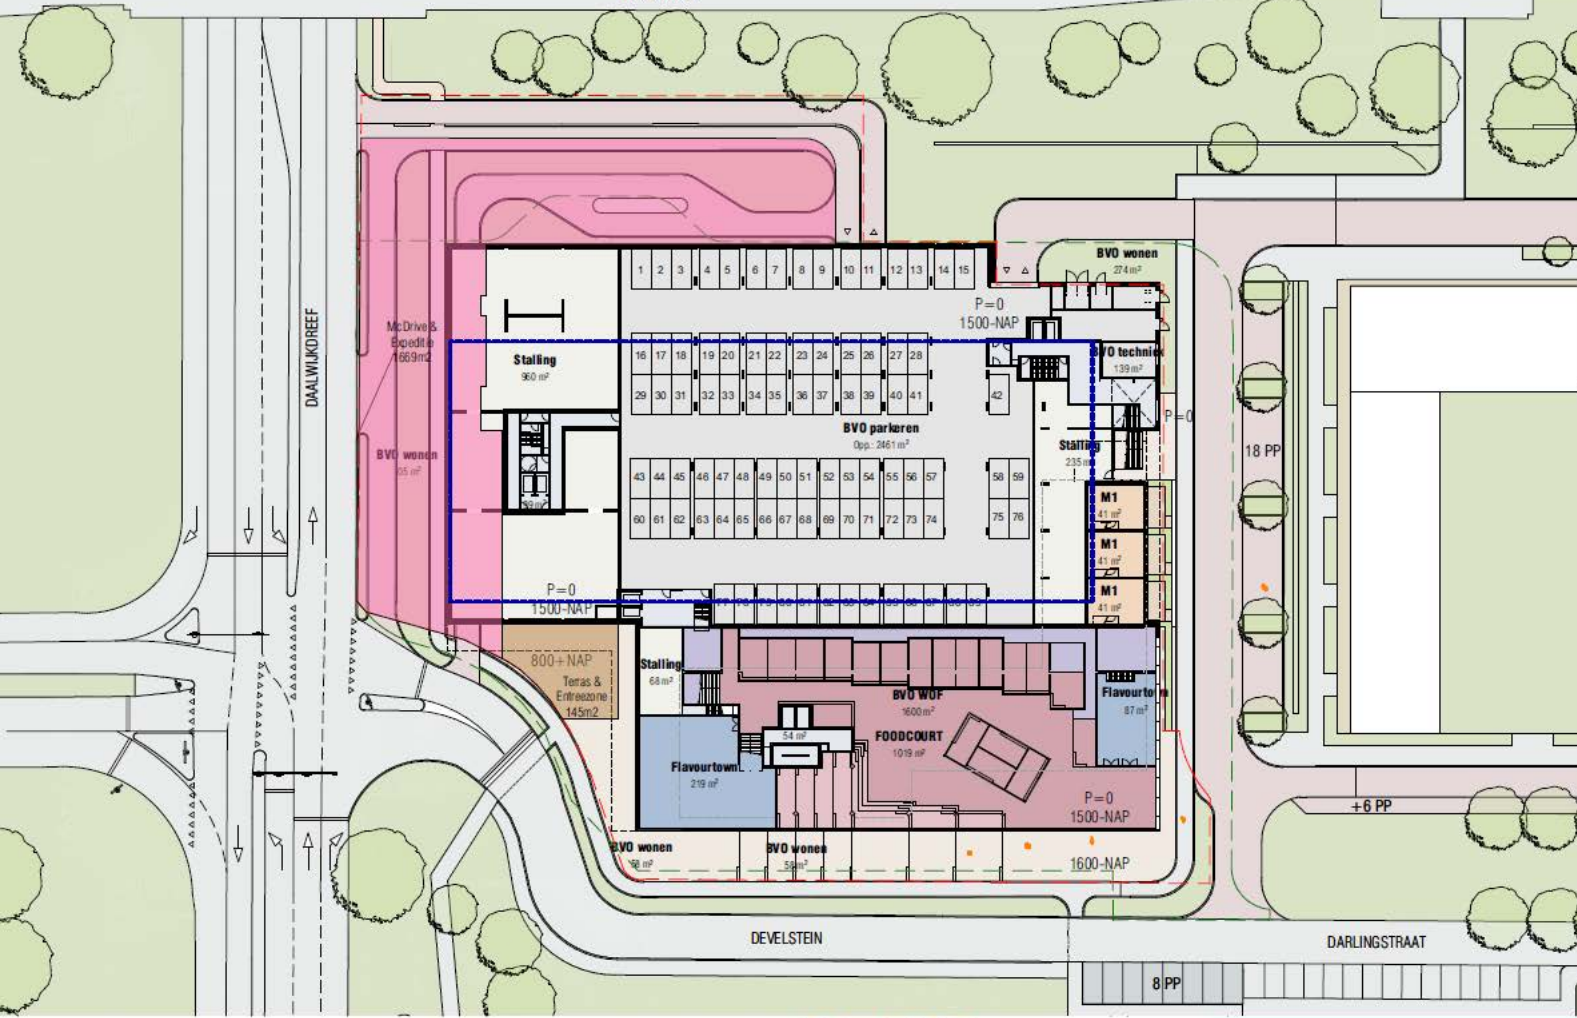 BVO wonen
274 m²
1 2 3 4 5 6 7 8 9 10 11 12 13 14 15
P=0
1500-NAP
DAALWIJKDREEF
McDrive &
Expeditie
1669m2
Stalling
960 m²
16 17 18 19 20 21 22 23 24 25 26 27 28
29 30 31 32 33 34 35 36 37 38 39 40 41 42
BVO techniek
139 m²
P=0
BVO parkeren
Opp.: 2461 m²
Stalling
235 m²
18 PP
BVO wonen
43 44 45 46 47 48 49 50 51 52 53 54 55 56 57 58 59
60 61 62 63 64 65 66 67 68 69 70 71 72 73 74 75 76
M1
41 m²
M1
41 m²
M1
41 m²
P=0
1500-NAP
800+NAP
Terras &
Entreezone
145m2
Stalling
68 m²
BVO WOF
1600 m²
FOODCOURT
1019 m²
54 m²
Flavourtown
87 m²
Flavourtown
219 m²
P=0
1500-NAP
+6 PP
BVO wonen
58 m²
BVO wonen
58 m²
1600-NAP
DEVELSTEIN
DARLINGSTRAAT
8 PP